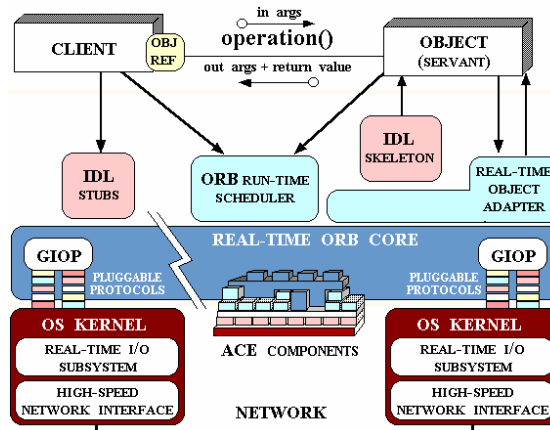 in args
CLIENT
OBJ
REF
operation()
OBJECT
(SERVANT)
out args + return value
IDL
STUBS
ORB RUN-TIME
SCHEDULER
IDL
SKELETON
REAL-TIME
OBJECT
ADAPTER
REAL-TIME ORB CORE
GIOP
PLUGGABLE
PROTOCOLS
GIOP
PLUGGABLE
PROTOCOLS
OS KERNEL
REAL-TIME I/O
SUBSYSTEM
HIGH-SPEED
NETWORK INTERFACE
ACE COMPONENTS
NETWORK
OS KERNEL
REAL-TIME I/O
SUBSYSTEM
HIGH-SPEED
NETWORK INTERFACE